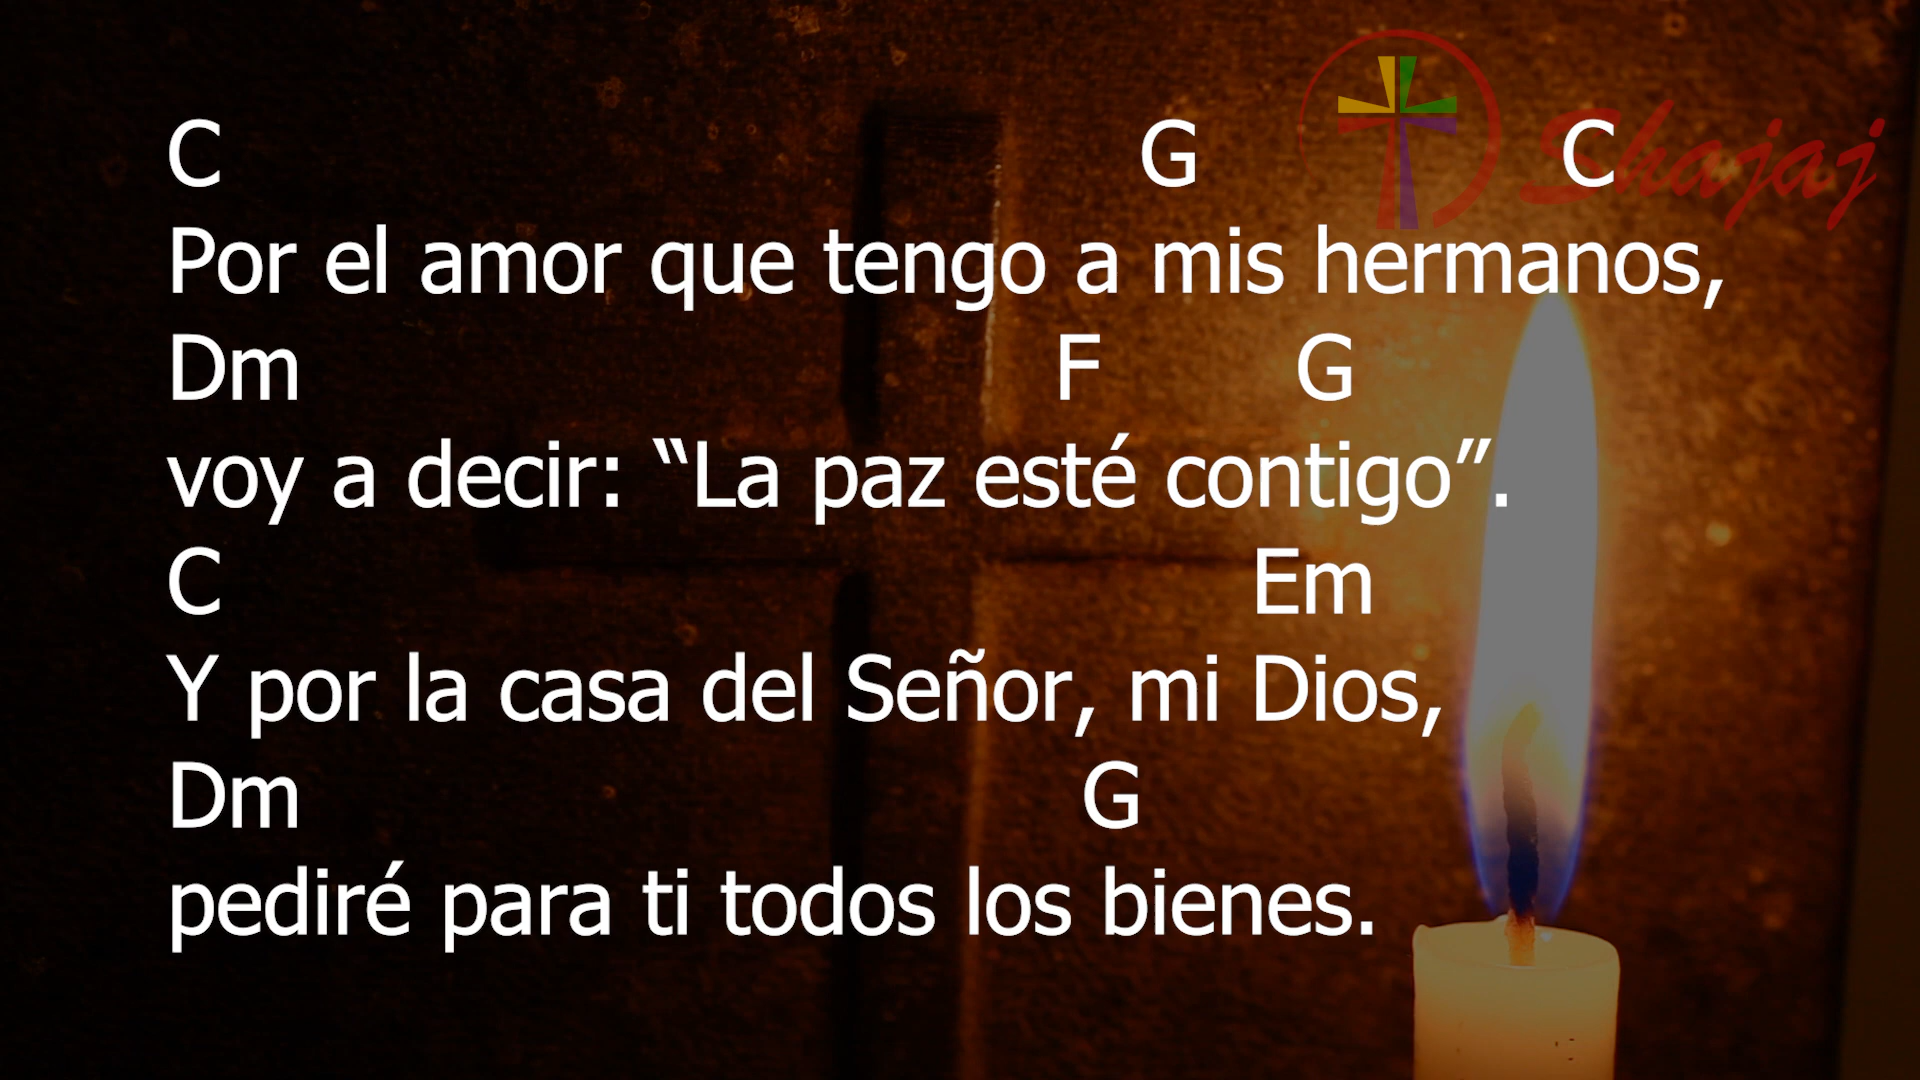 C G C
Shajaj
Por el amor que tengo a mis hermanos,
Dm F G
voy a decir: “La paz esté contigo”.
C Em
Y por la casa del Señor, mi Dios,
Dm G
pediré para ti todos los bienes.